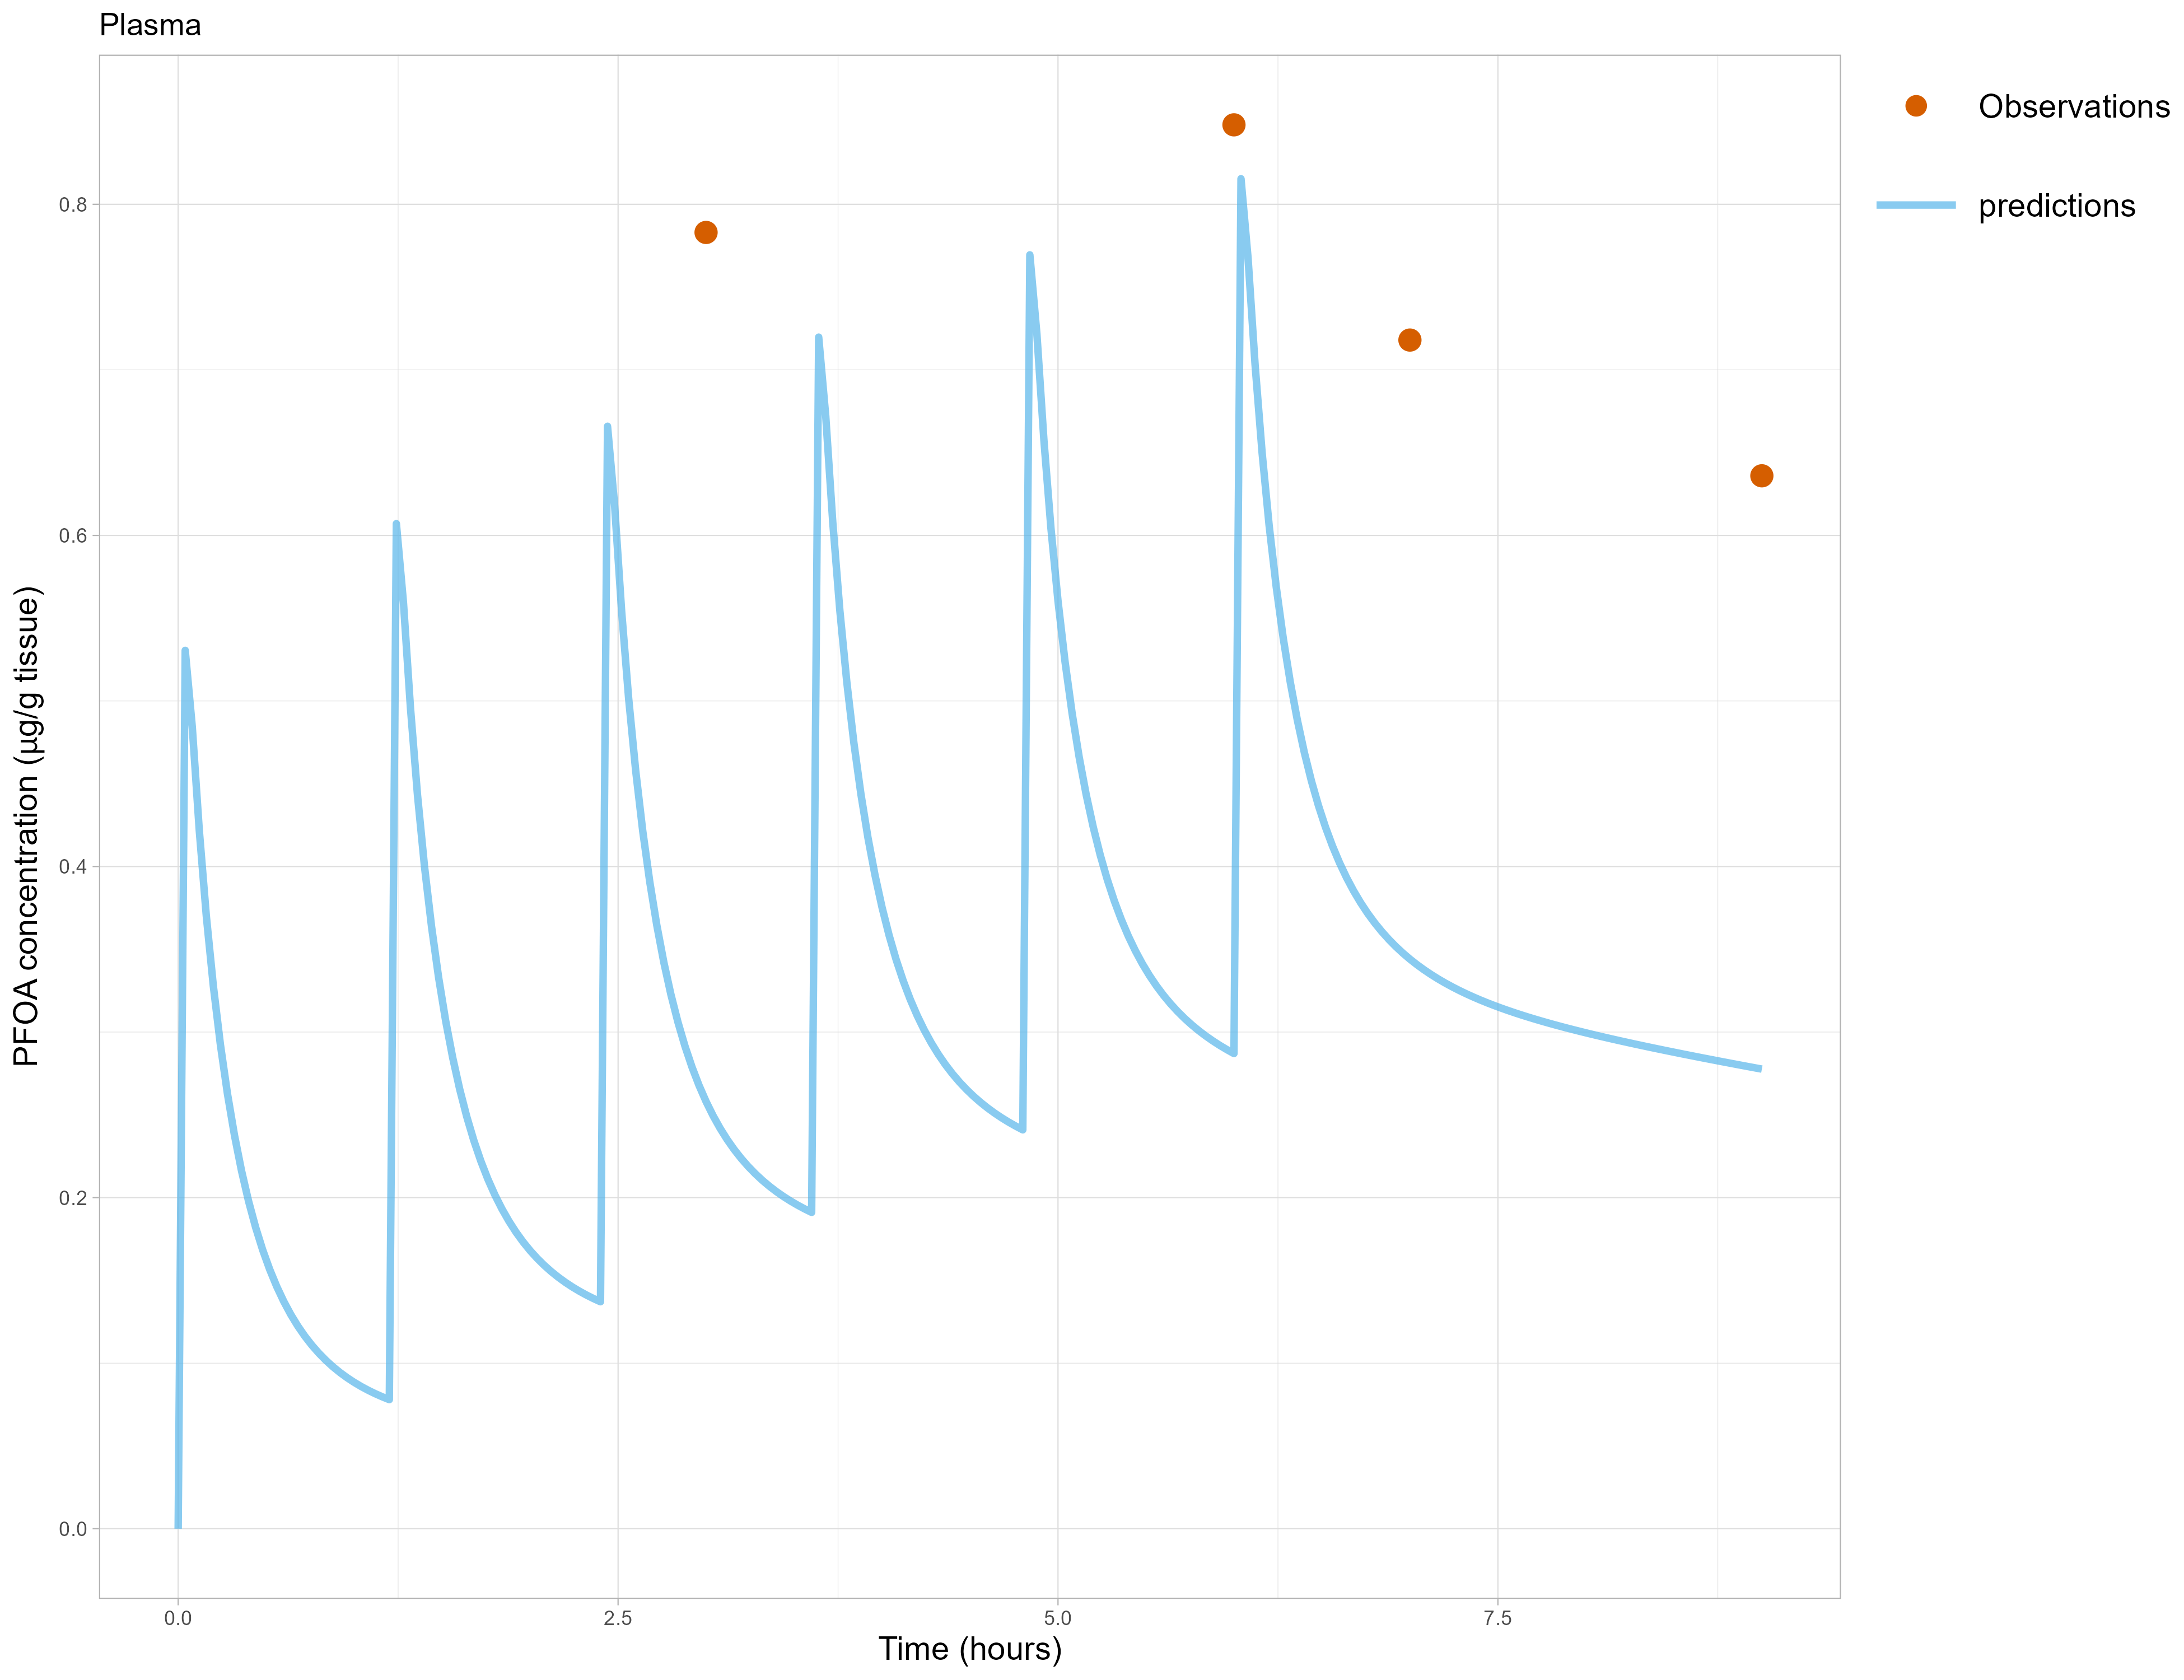 Plasma
Observations
predictions
PFOA concentration (µg/g tissue)
0.8
0.6
0.4
0.2
0.0
0.0 2.5 5.0 7.5
Time (hours)